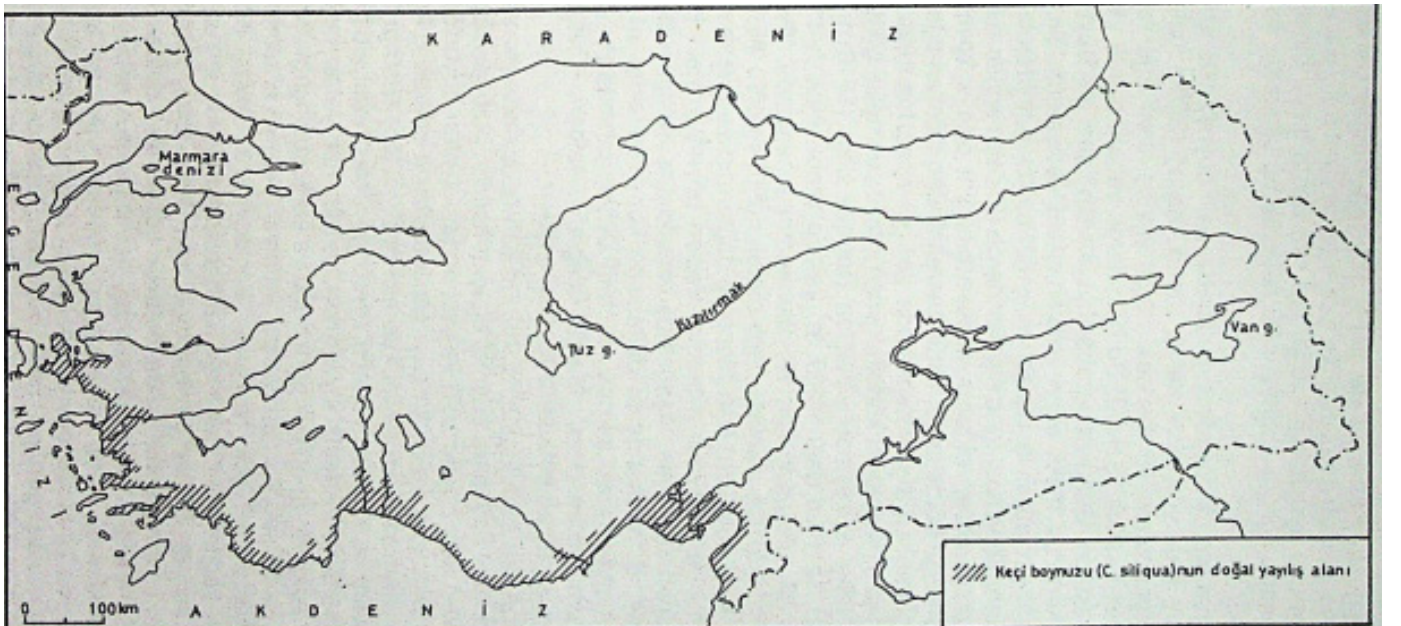 K A R A D E N İ Z
Marmara
denizi
E G E D E N İ Z İ
Kızılırmak
Tuz g.
Van g.
Keçi boynuzu (C. siliqua)nun doğal yayılış alanı
0 100km
A K D E N İ Z